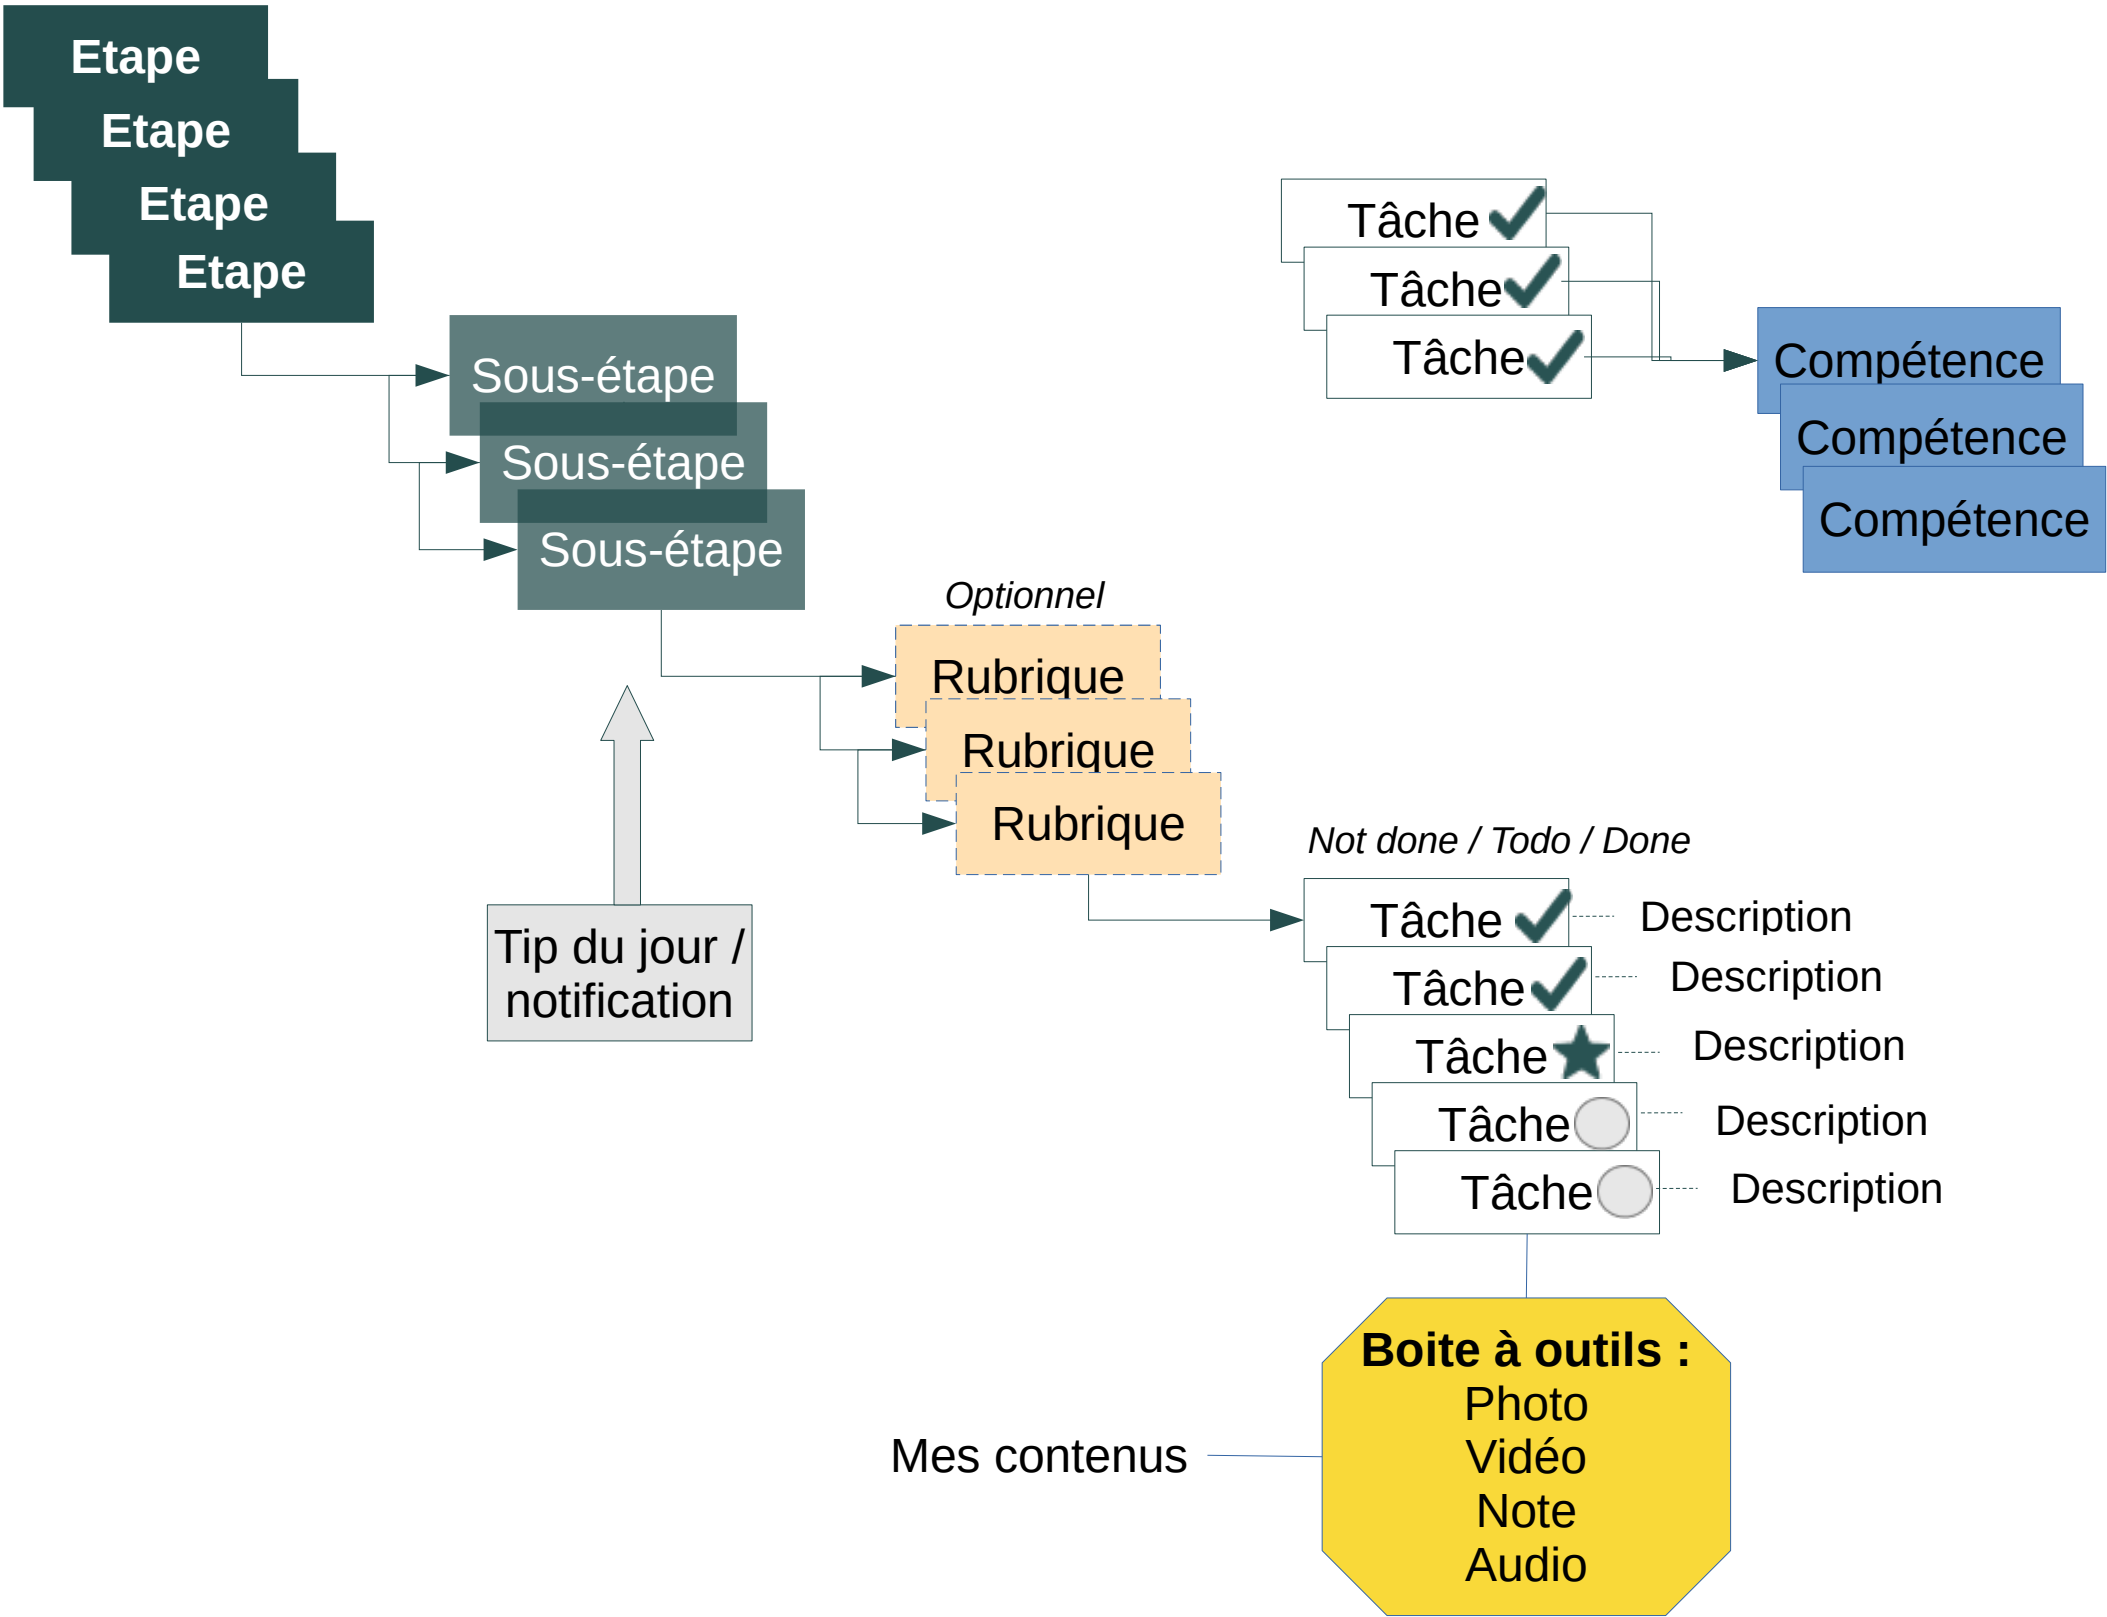 Etape
Etape
Etape
Etape
Sous-étape
Sous-étape
Sous-étape
Tâche
Tâche
Tâche
Compétence
Compétence
Compétence
Optionnel
Rubrique
Rubrique
Rubrique
Tip du jour /
notification
Not done / Todo / Done
Tâche
Description
Tâche
Description
Tâche
Description
Tâche
Description
Tâche
Description
Boite à outils :
Photo
Vidéo
Note
Audio
Mes contenus